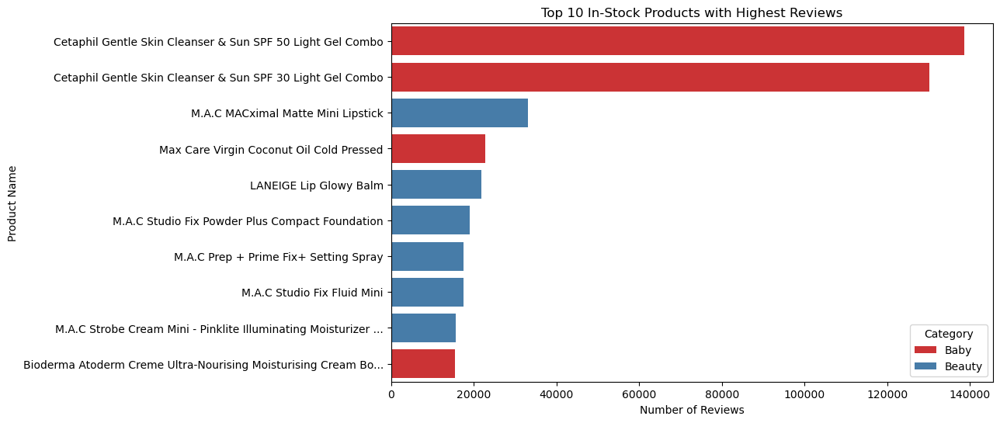 Top 10 In-Stock Products with Highest Reviews
Product Name
Cetaphil Gentle Skin Cleanser & Sun SPF 50 Light Gel Combo
Cetaphil Gentle Skin Cleanser & Sun SPF 30 Light Gel Combo
M.A.C MACximal Matte Mini Lipstick
Max Care Virgin Coconut Oil Cold Pressed
LANEIGE Lip Glowy Balm
M.A.C Studio Fix Powder Plus Compact Foundation
M.A.C Prep + Prime Fix+ Setting Spray
M.A.C Studio Fix Fluid Mini
M.A.C Strobe Cream Mini - Pinklite Illuminating Moisturizer ...
Bioderma Atoderm Creme Ultra-Nourising Moisturising Cream Bo...
Category
Baby
Beauty
0 20000 40000 60000 80000 100000 120000 140000
Number of Reviews